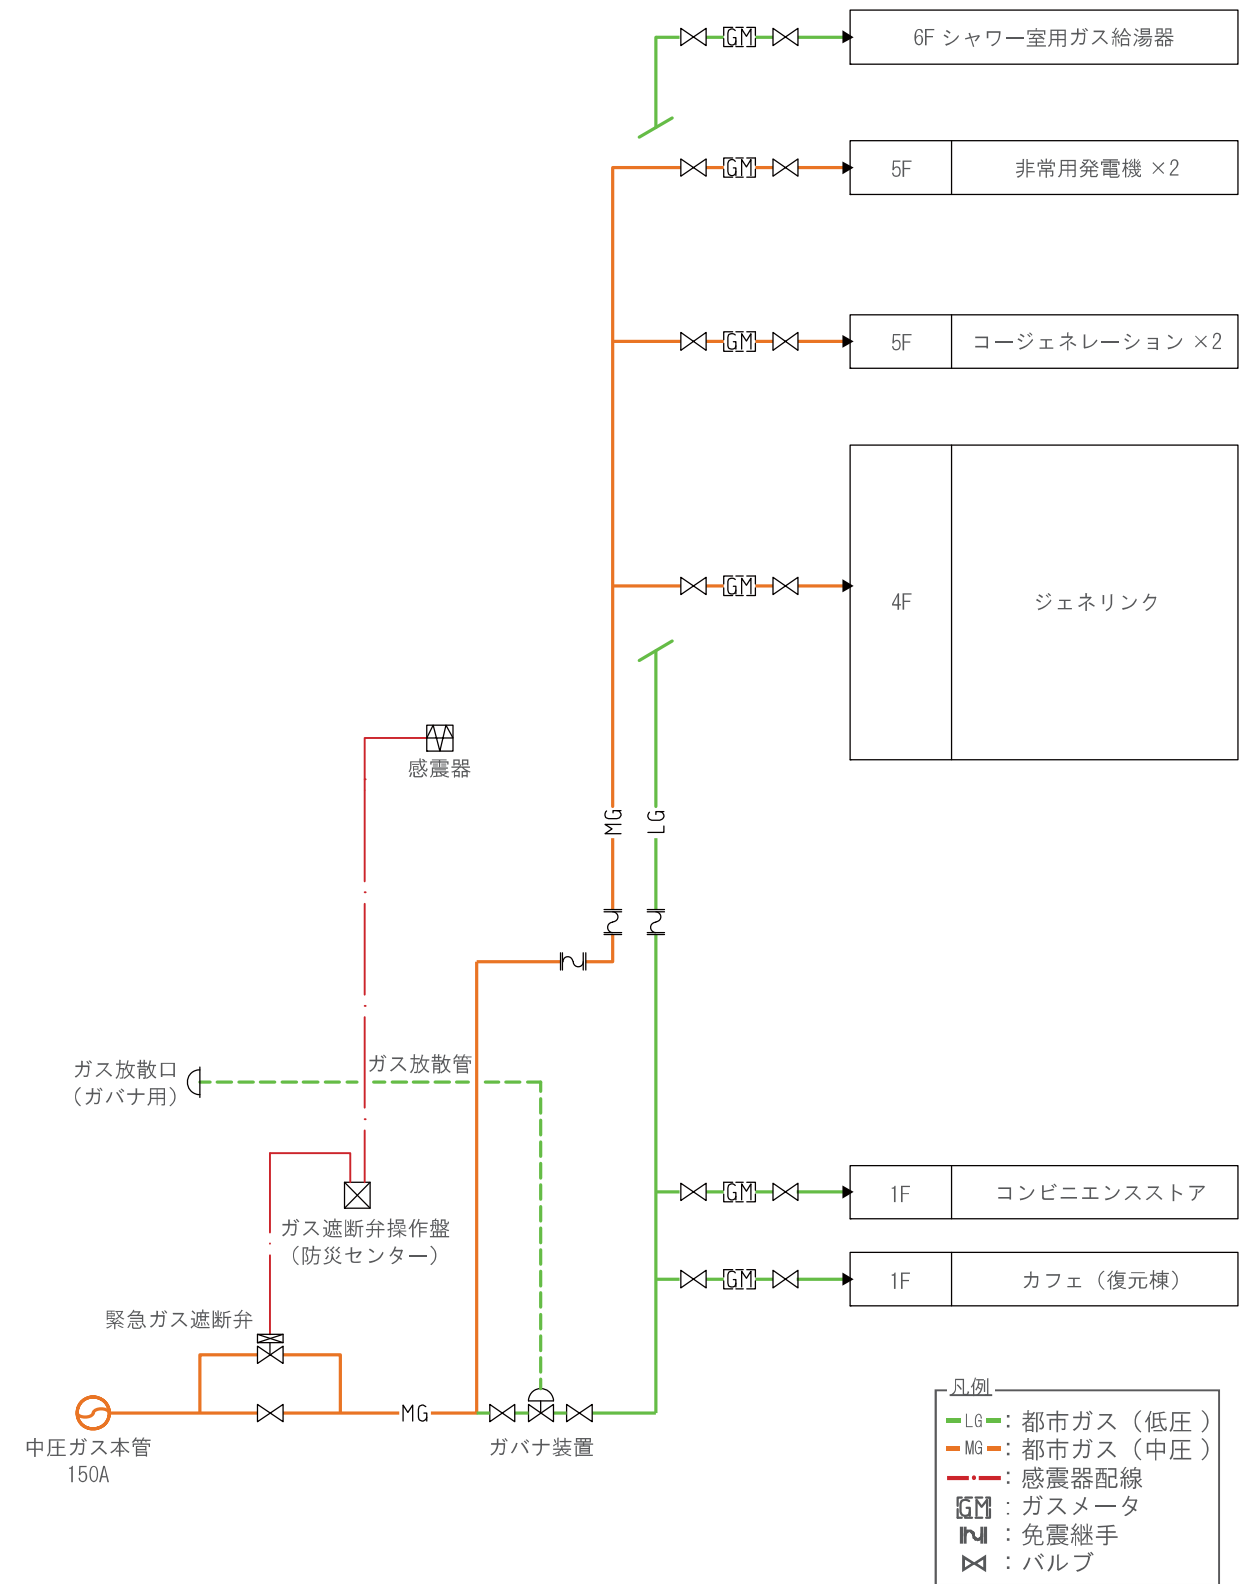 GM
6F シャワー室用ガス給湯器
GM
5F
非常用発電機 ×2
GM
5F
コージェネレーション ×2
GM
4F
ジェネリンク
感震器
MG
LG
ガス放散口
（ガバナ用）
ガス放散管
GM
1F
コンビニエンスストア
ガス遮断弁操作盤
（防災センター）
GM
1F
カフェ（復元棟）
緊急ガス遮断弁
MG
中圧ガス本管
150A
ガバナ装置
凡例
LG : 都市ガス（低圧）
MG : 都市ガス（中圧）
: 感震器配線
GM : ガスメータ
: 免震継手
: バルブ